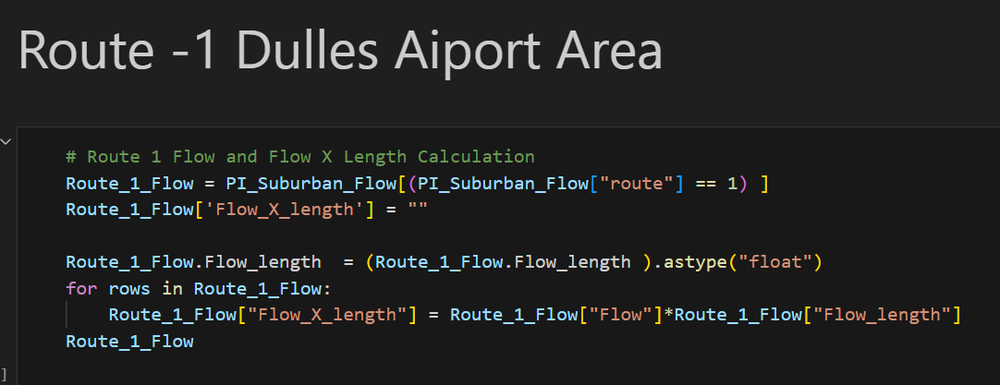 Route -1 Dulles Aiport Area
# Route 1 Flow and Flow X Length Calculation
Route_1_Flow = PI_Suburban_Flow[(PI_Suburban_Flow["route"] == 1) ]
Route_1_Flow['Flow_X_length'] = ""
Route_1_Flow.Flow_length  = (Route_1_Flow.Flow_length ).astype("float")
for rows in Route_1_Flow:
    Route_1_Flow["Flow_X_length"] = Route_1_Flow["Flow"]*Route_1_Flow["Flow_length"]
Route_1_Flow
]